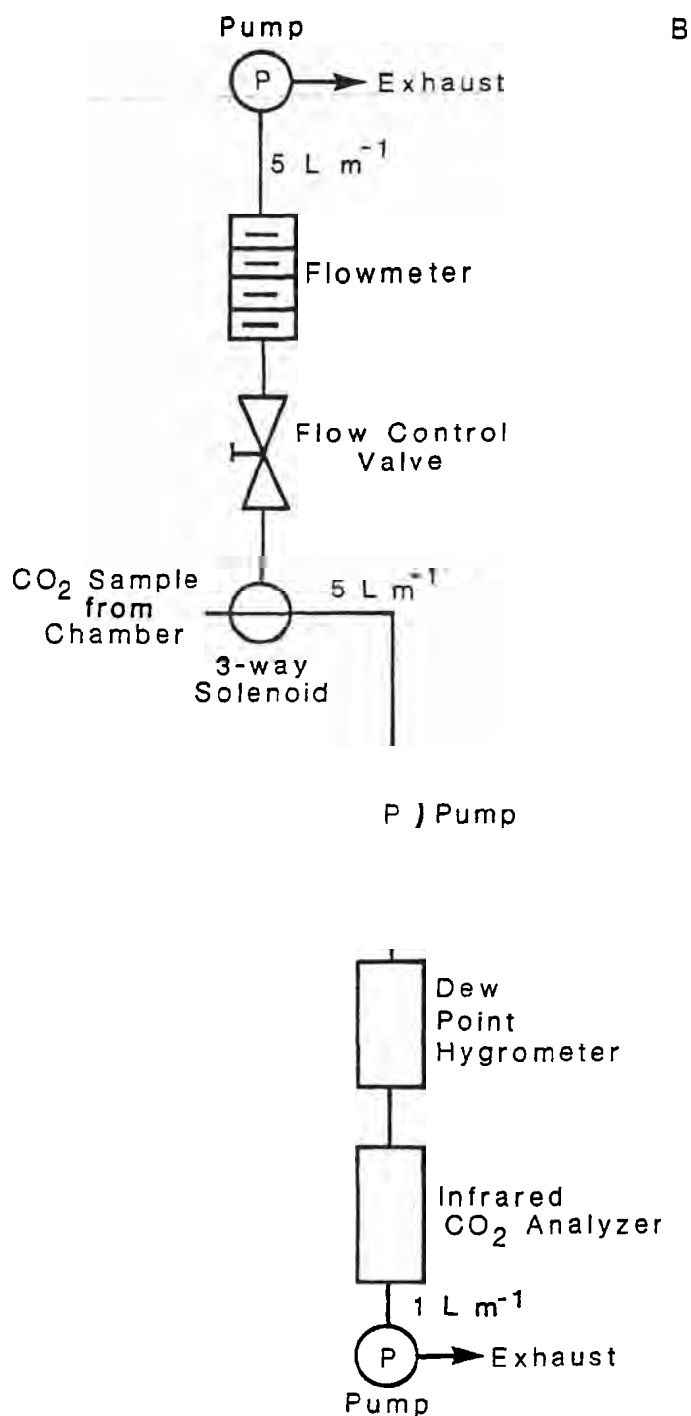 Pump
B
P
Exhaust
5 L m⁻¹
Flowmeter
Flow Control
Valve
CO₂ Sample
from
Chamber
5 L m⁻¹
3-way
Solenoid
P ) Pump
Dew
Point
Hygrometer
Infrared
CO₂ Analyzer
1 L m⁻¹
P
Exhaust
Pump